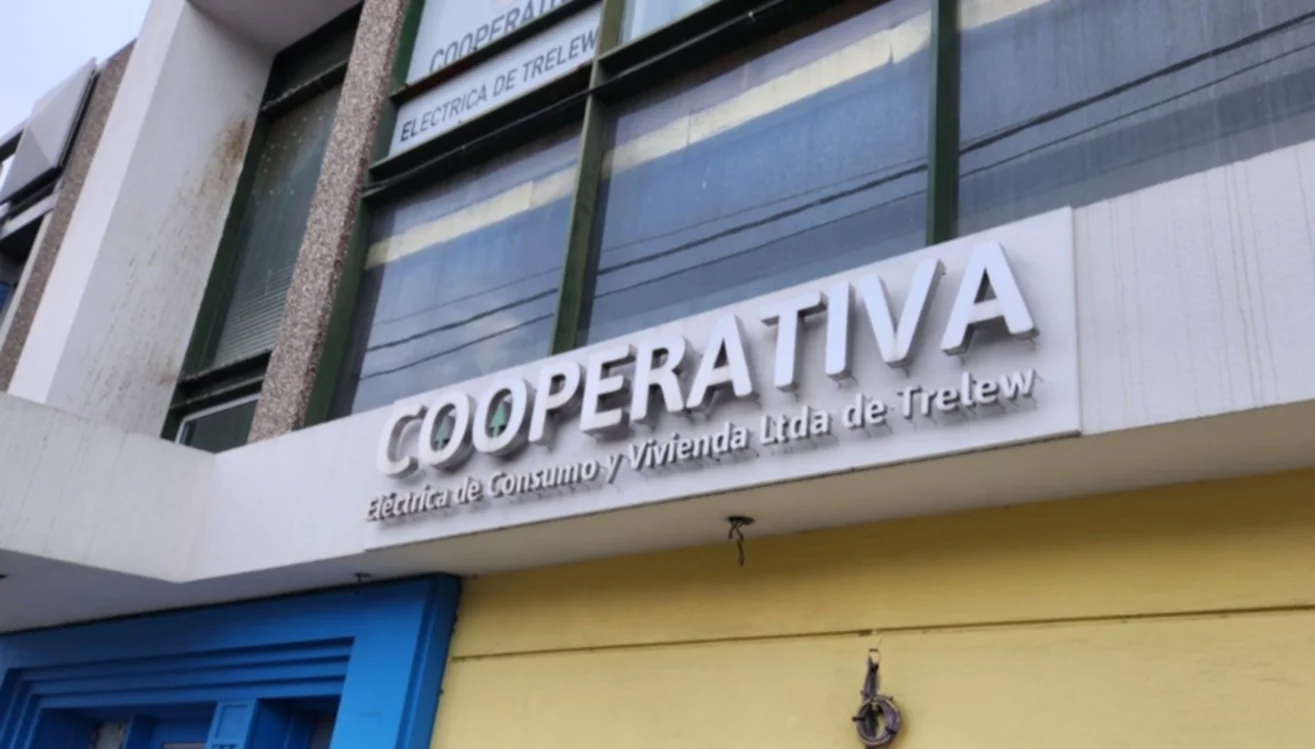 COOPERATIVA
ELECTRICA DE TRELEW
COOPERATIVA
Eléctrica de Consumo y Vivienda Ltda de Trelew